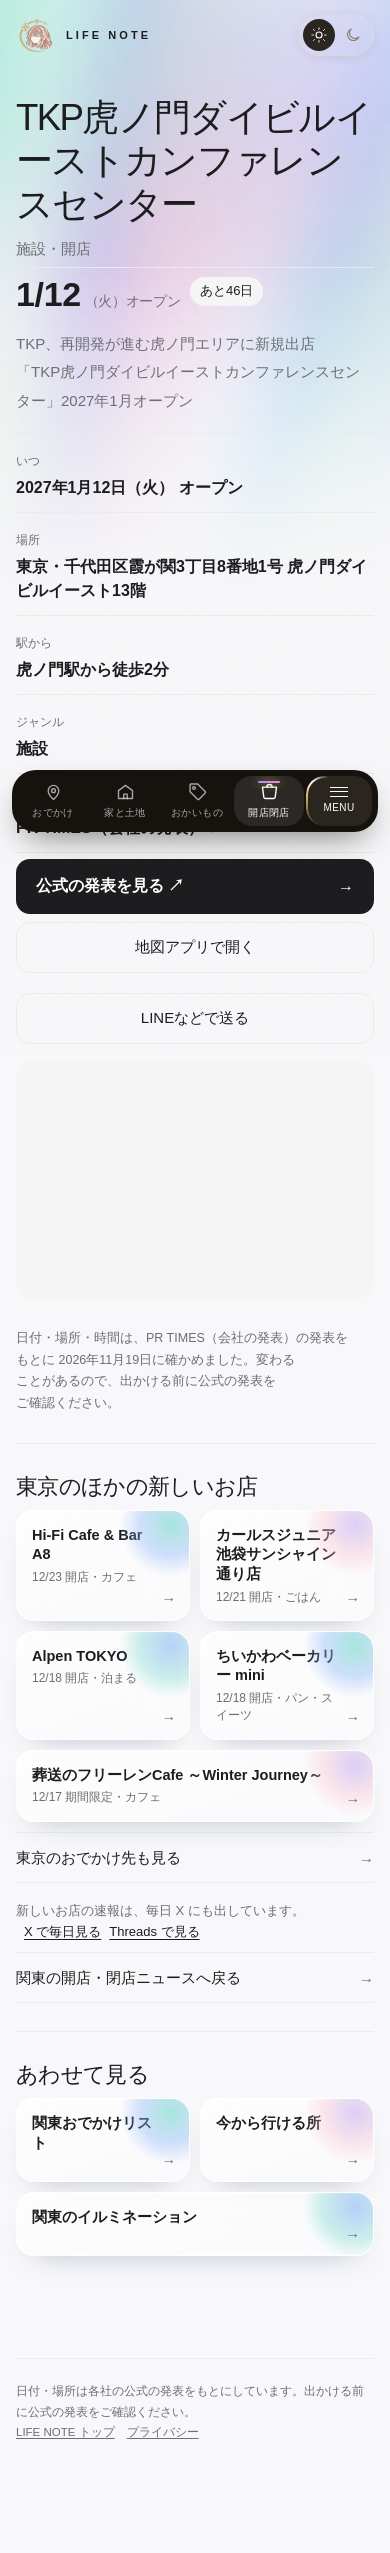 LIFE NOTE
TKP虎ノ門ダイビルイ
ーストカンファレン
スセンター
施設・開店
1/12 （火）オープン あと46日
TKP、再開発が進む虎ノ門エリアに新規出店
「TKP虎ノ門ダイビルイーストカンファレンスセン
ター」2027年1月オープン
いつ
2027年1月12日（火） オープン
場所
東京・千代田区霞が関3丁目8番地1号 虎ノ門ダイ
ビルイースト13階
駅から
虎ノ門駅から徒歩2分
ジャンル
施設
おでかけ 家と土地 おかいもの 開店閉店 MENU
公式の発表を見る ↗ →
地図アプリで開く
LINEなどで送る
日付・場所・時間は、PR TIMES（会社の発表）の発表を
もとに 2026年11月19日に確かめました。変わる
ことがあるので、出かける前に公式の発表を
ご確認ください。
東京のほかの新しいお店
Hi-Fi Cafe & Bar
A8
12/23 開店・カフェ
→
カールスジュニア
池袋サンシャイン
通り店
12/21 開店・ごはん
→
Alpen TOKYO
12/18 開店・泊まる
→
ちいかわベーカリ
ー mini
12/18 開店・パン・ス
イーツ
→
葬送のフリーレンCafe ～Winter Journey～
12/17 期間限定・カフェ
→
東京のおでかけ先も見る →
新しいお店の速報は、毎日 X にも出しています。
X で毎日見る Threads で見る
関東の開店・閉店ニュースへ戻る →
あわせて見る
関東おでかけリス
ト
→
今から行ける所
→
関東のイルミネーション
→
日付・場所は各社の公式の発表をもとにしています。出かける前
に公式の発表をご確認ください。
LIFE NOTE トップ プライバシー